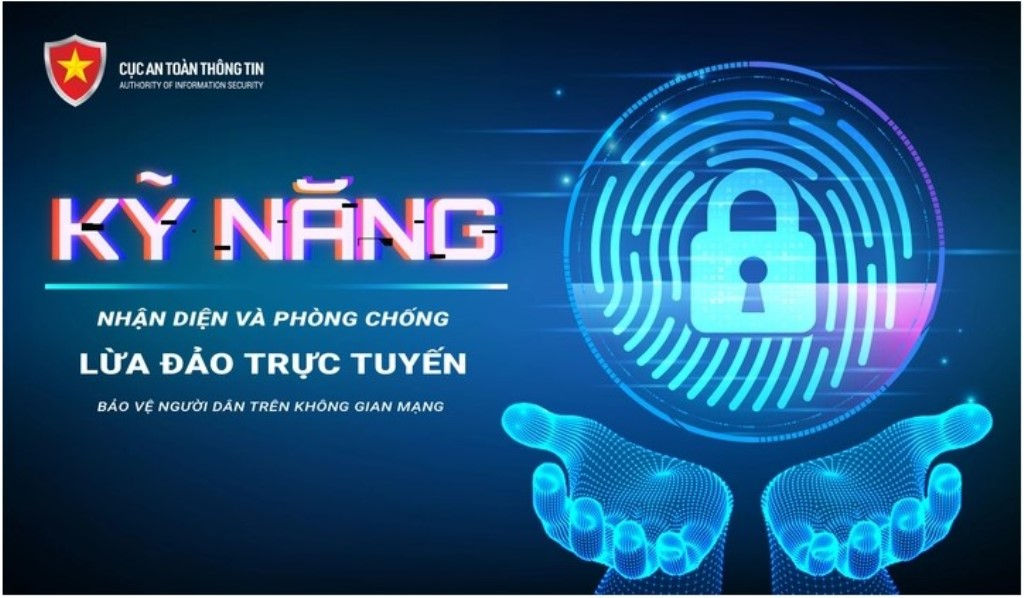 CỤC AN TOÀN THÔNG TIN
AUTHORITY OF INFORMATION SECURITY
KỸ NĂNG
NHẬN DIỆN VÀ PHÒNG CHỐNG
LỪA ĐẢO TRỰC TUYẾN
BẢO VỆ NGƯỜI DÂN TRÊN KHÔNG GIAN MẠNG